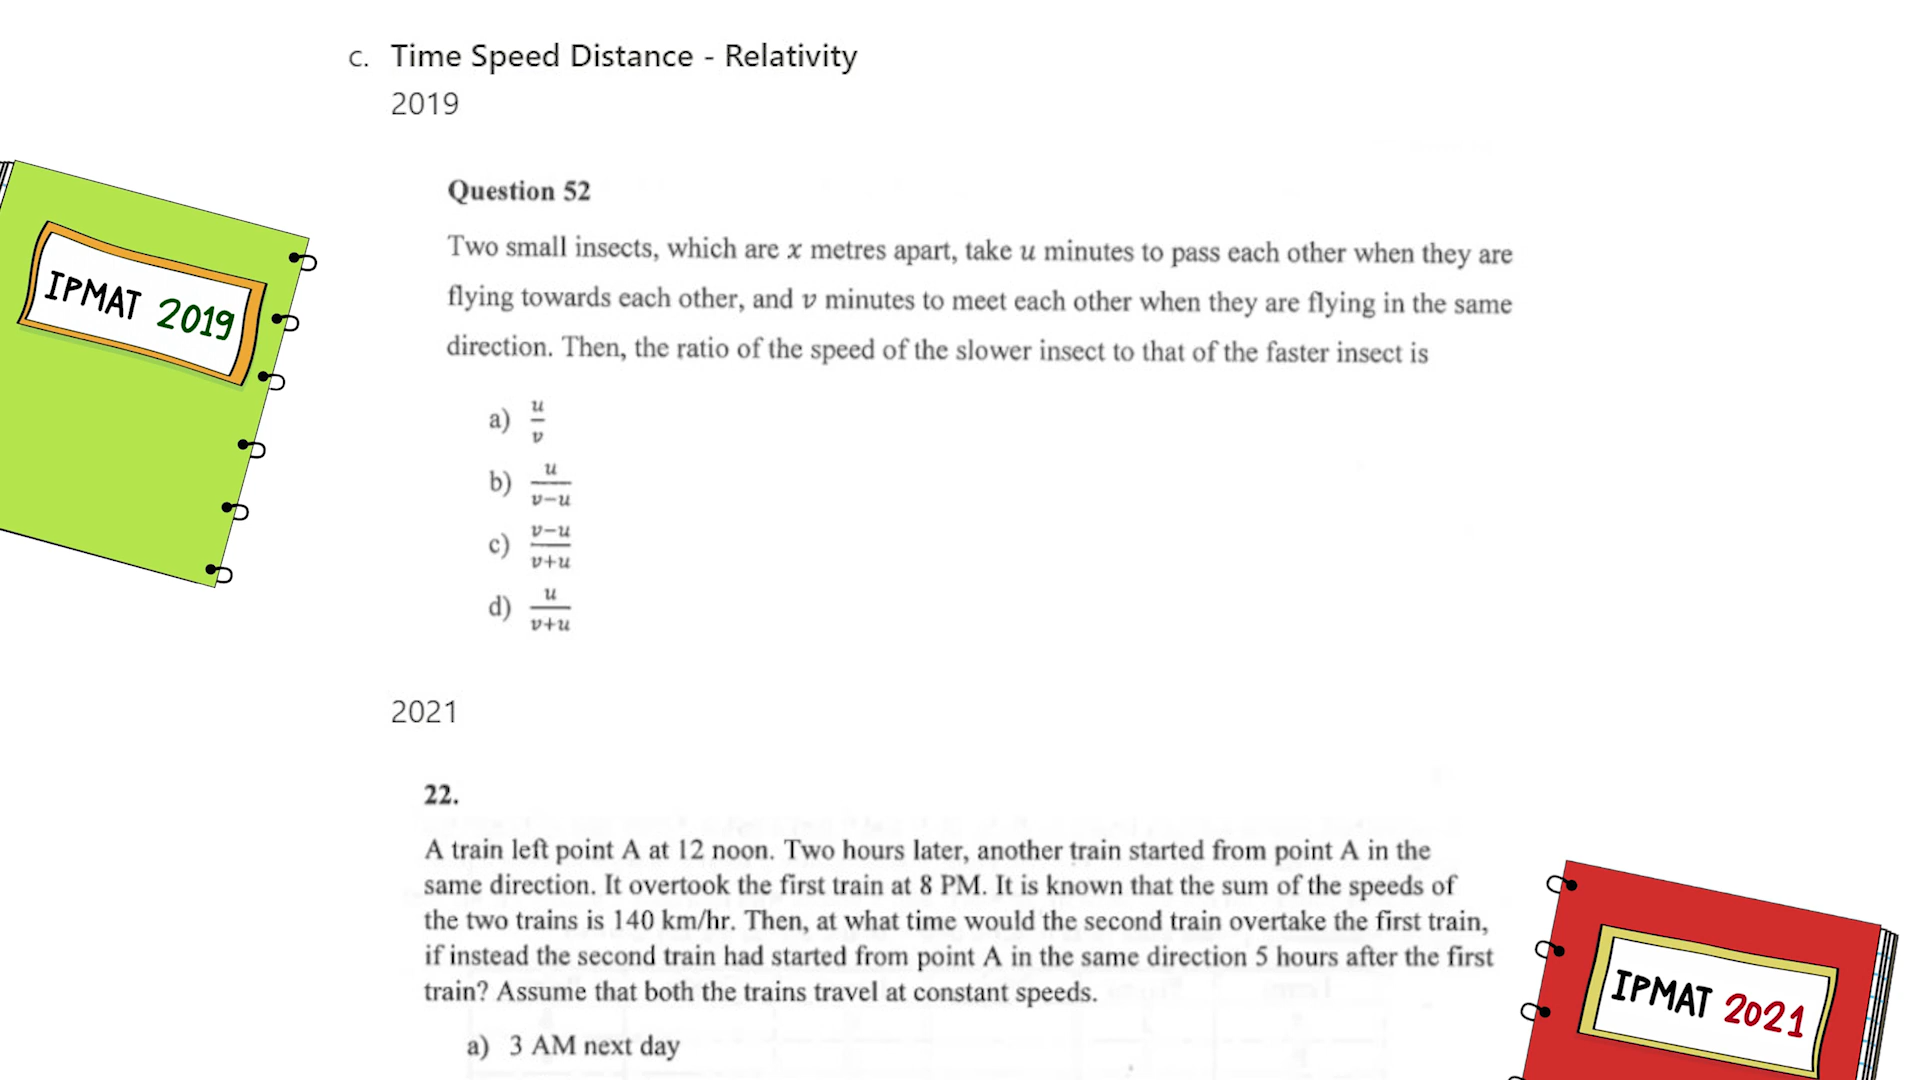 c. Time Speed Distance - Relativity
2019
IPMAT 2019
Question 52
Two small insects, which are x metres apart, take u minutes to pass each other when they are
flying towards each other, and v minutes to meet each other when they are flying in the same
direction. Then, the ratio of the speed of the slower insect to that of the faster insect is
a) u/v
b) u/(v−u)
c) (v−u)/(v+u)
d) u/(v+u)
2021
22.
A train left point A at 12 noon. Two hours later, another train started from point A in the
same direction. It overtook the first train at 8 PM. It is known that the sum of the speeds of
the two trains is 140 km/hr. Then, at what time would the second train overtake the first train,
if instead the second train had started from point A in the same direction 5 hours after the first
train? Assume that both the trains travel at constant speeds.
a) 3 AM next day
IPMAT 2021